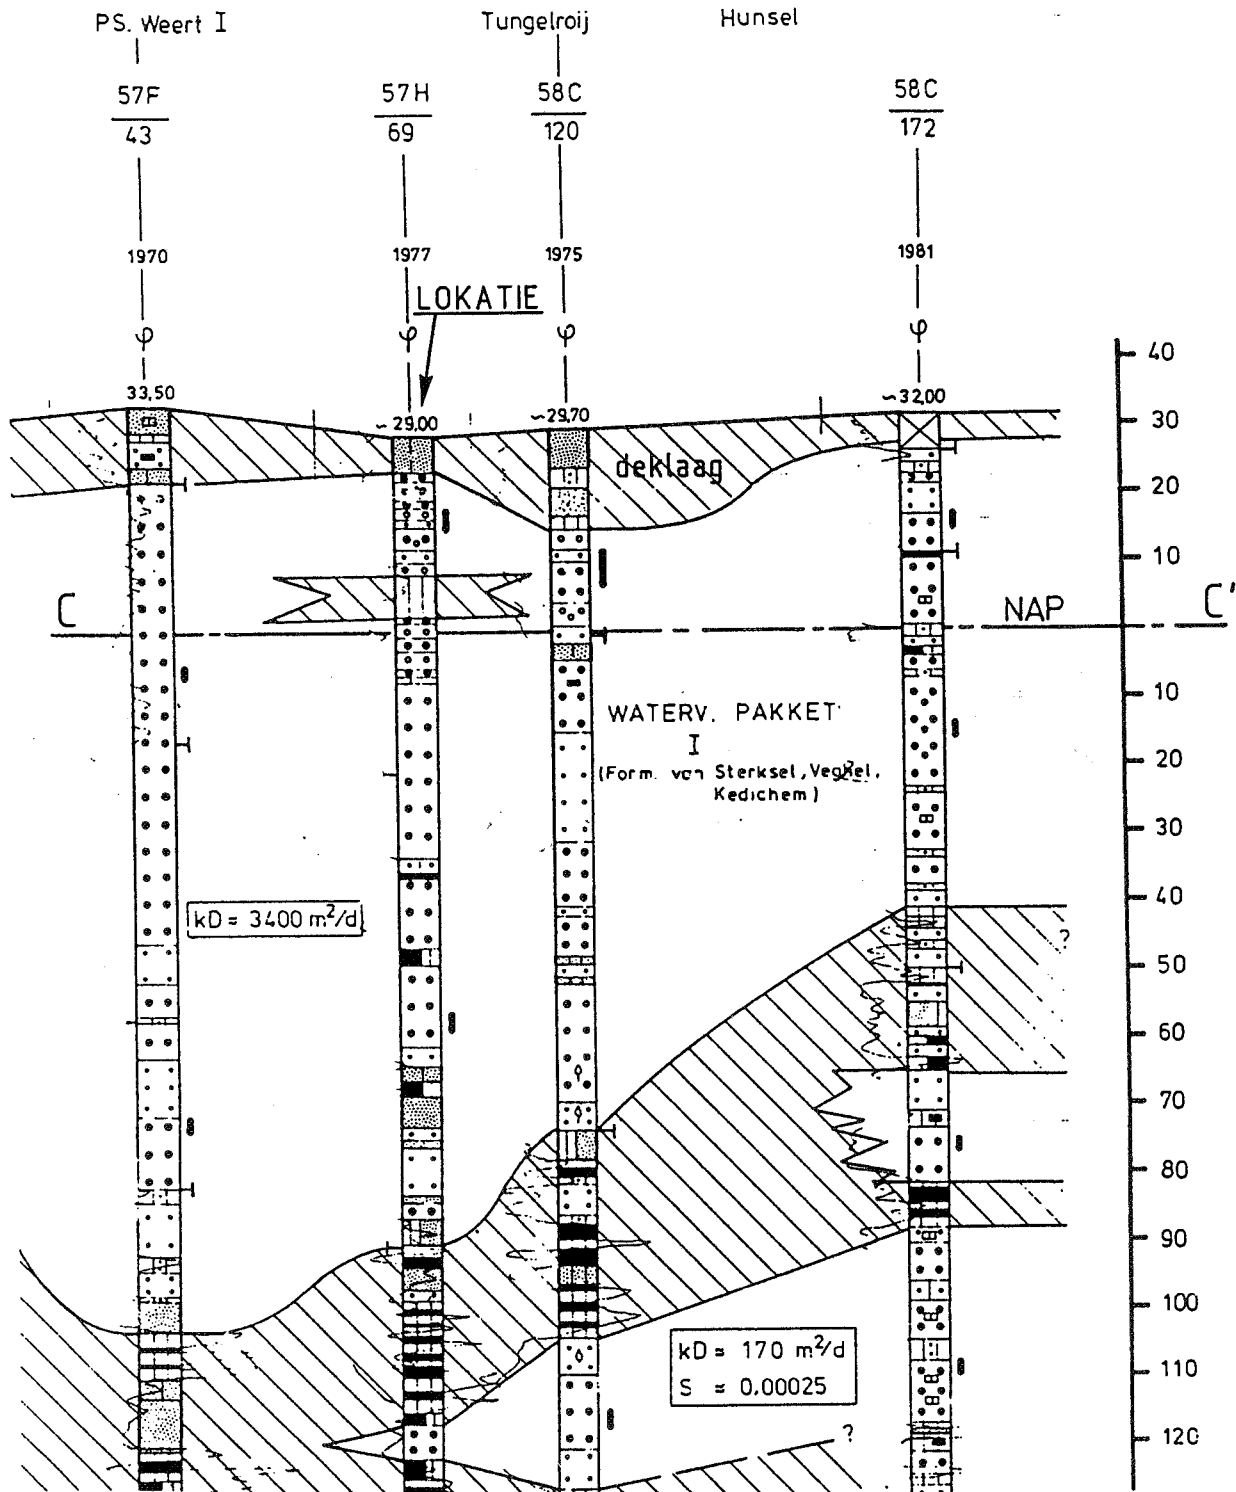 PS. Weert I
Tungelroij
Hunsel
57F
43
57H
69
58C
120
58C
172
1970
1977
1975
1981
LOKATIE
φ
φ
φ
φ
33,50
~29,00
~29,70
~32,00
deklaag
C
NAP
C'
WATERV. PAKKET
I
(Form. van Sterksel, Veghel,
Kedichem)
kD = 3400 m²/d
?
kD = 170 m²/d
S = 0,00025
?
40
30
20
10
10
20
30
40
50
60
70
80
90
100
110
120